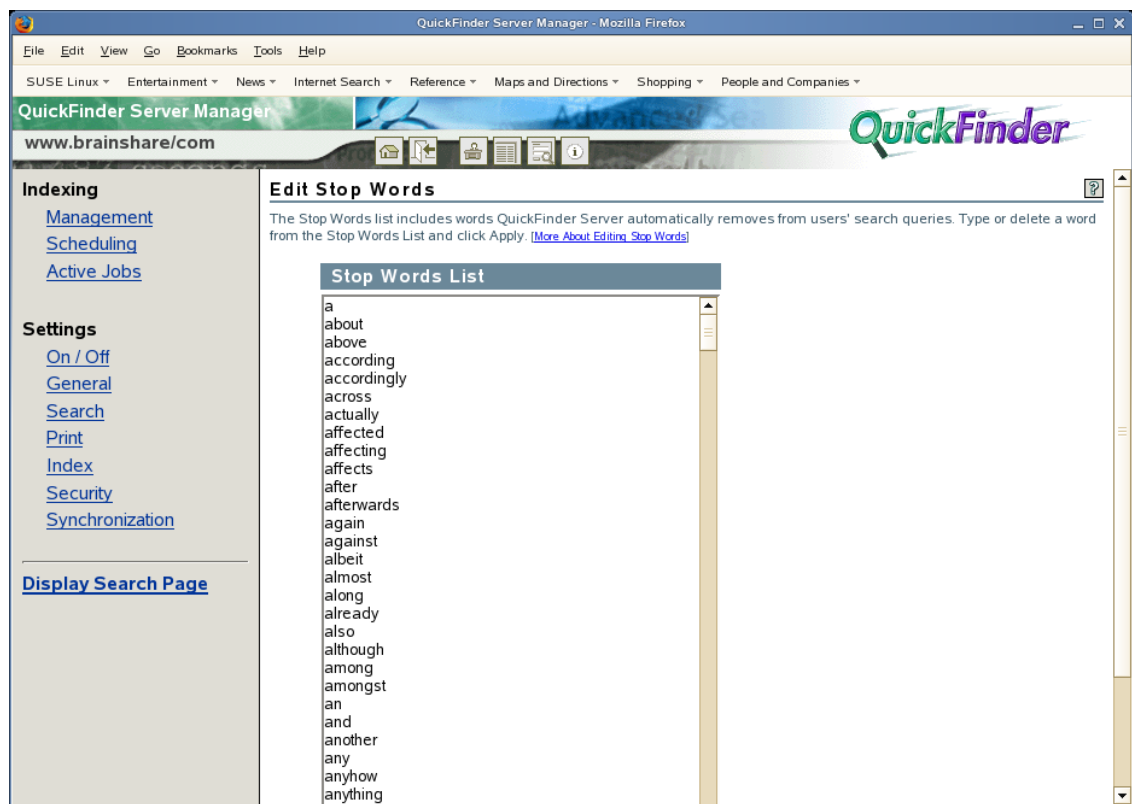 QuickFinder Server Manager - Mozilla Firefox
File Edit View Go Bookmarks Tools Help
SUSE Linux Entertainment News Internet Search Reference Maps and Directions Shopping People and Companies
QuickFinder Server Manager
Advanced Sea
www.brainshare/com
QuickFinder
Indexing
Management
Scheduling
Active Jobs
Settings
On / Off
General
Search
Print
Index
Security
Synchronization
Display Search Page
Edit Stop Words
?
The Stop Words list includes words QuickFinder Server automatically removes from users' search queries. Type or delete a word
from the Stop Words List and click Apply. [More About Editing Stop Words]
Stop Words List
a
about
above
according
accordingly
across
actually
affected
affecting
affects
after
afterwards
again
against
albeit
almost
along
already
also
although
among
amongst
an
and
another
any
anyhow
anything